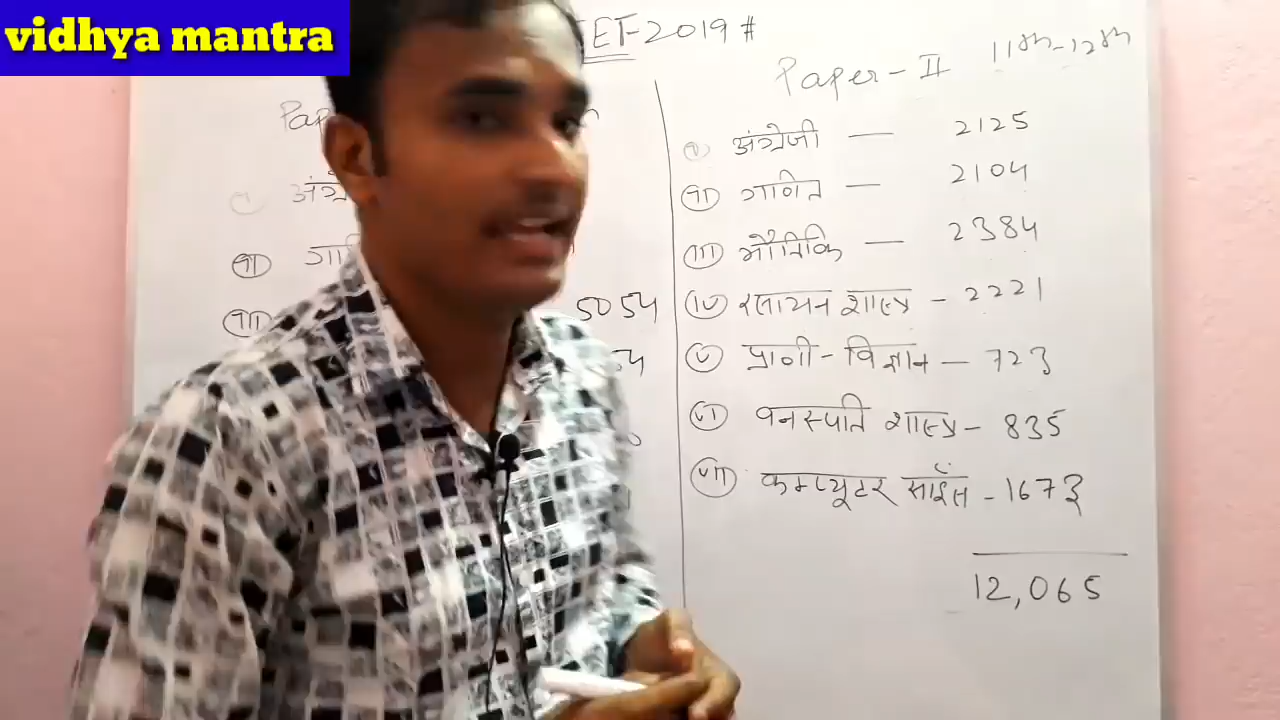 vidhya mantra
ET-2019 #
Paper-II 11th-12th
अंग्रेजी — 2125
(II) गणित — 2104
(III) भौतिकि — 2384
(IV) रसायन शास्त्र - 2221
(V) प्राणी-विज्ञान — 723
(VI) वनस्पति शास्त्र - 835
(VII) कम्प्यूटर साइंस - 1673
12,065
Pap
अंग्रे
(II)
(III) 5054